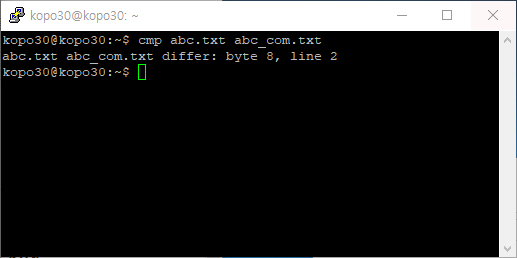 kopo30@kopo30: ~
kopo30@kopo30:~$ cmp abc.txt abc_com.txt
abc.txt abc_com.txt differ: byte 8, line 2
kopo30@kopo30:~$